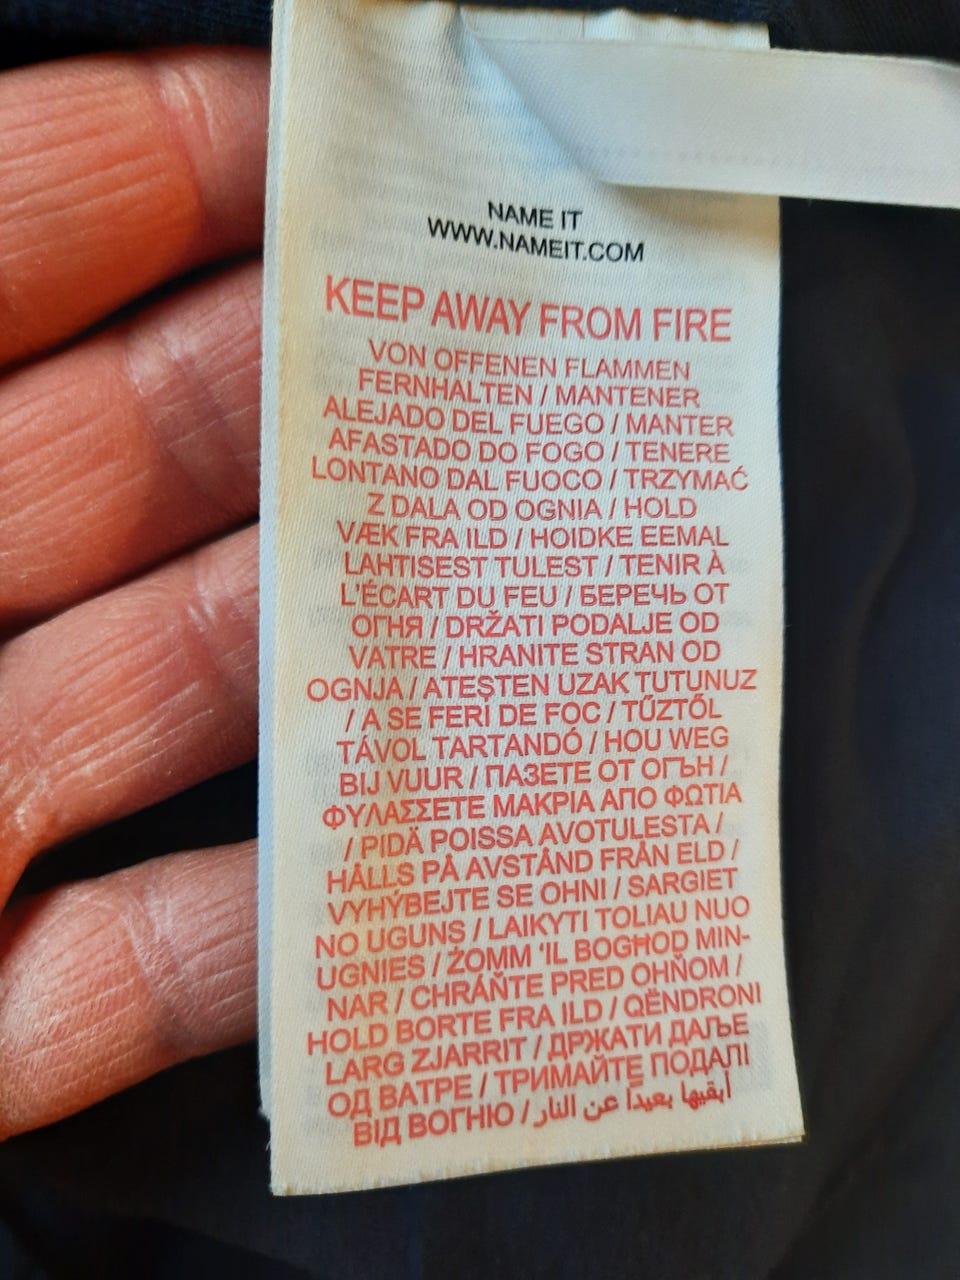 NAME IT
WWW.NAMEIT.COM
KEEP AWAY FROM FIRE
VON OFFENEN FLAMMEN
FERNHALTEN / MANTENER
ALEJADO DEL FUEGO / MANTER
AFASTADO DO FOGO / TENERE
LONTANO DAL FUOCO / TRZYMAĆ
Z DALA OD OGNIA / HOLD
VÆK FRA ILD / HOIDKE EEMAL
LAHTISEST TULEST / TENIR À
L'ÉCART DU FEU / БЕРЕЧЬ ОТ
ОГНЯ / DRŽATI PODALJE OD
VATRE / HRANITE STRAN OD
OGNJA / ATEŞTEN UZAK TUTUNUZ
/ A SE FERI DE FOC / TŰZTŐL
TÁVOL TARTANDÓ / HOU WEG
BIJ VUUR / ПАЗЕТЕ ОТ ОГЪН /
ΦΥΛΑΣΣΕΤΕ ΜΑΚΡΙΑ ΑΠΟ ΦΩΤΙΑ
/ PIDÄ POISSA AVOTULESTA /
HÅLLS PÅ AVSTÅND FRÅN ELD /
VYHÝBEJTE SE OHNI / SARGIET
NO UGUNS / LAIKYTI TOLIAU NUO
UGNIES / ŻOMM 'IL BOGĦOD MIN-
NAR / CHRÁŇTE PRED OHŇOM /
HOLD BORTE FRA ILD / QËNDRONI
LARG ZJARRIT / ДРЖАТИ ДАЉЕ
ОД ВАТРЕ / ТРИМАЙТЕ ПОДАЛІ
ВІД ВОГНЮ / أبقيها بعيداً عن النار